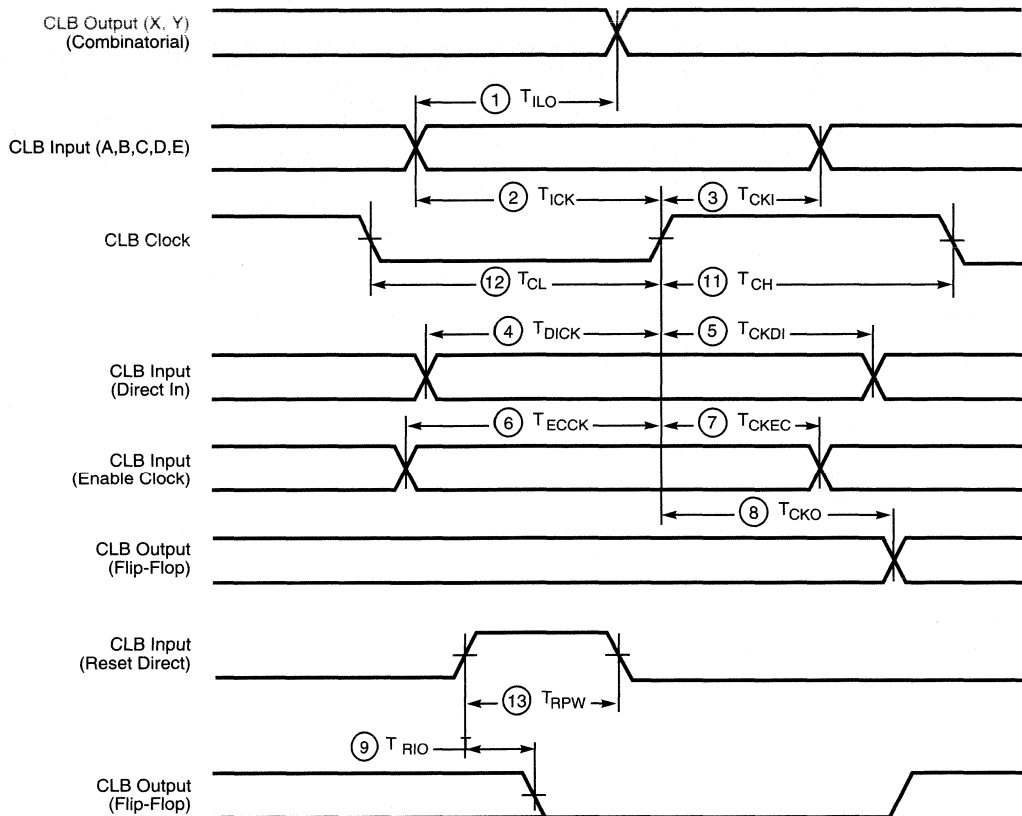 CLB Output (X, Y)
(Combinatorial)
1 TILO
CLB Input (A,B,C,D,E)
2 TICK
3 TCKI
CLB Clock
12 TCL
11 TCH
4 TDICK
5 TCKDI
CLB Input
(Direct In)
6 TECCK
7 TCKEC
CLB Input
(Enable Clock)
8 TCKO
CLB Output
(Flip-Flop)
CLB Input
(Reset Direct)
13 TRPW
9 T RIO
CLB Output
(Flip-Flop)